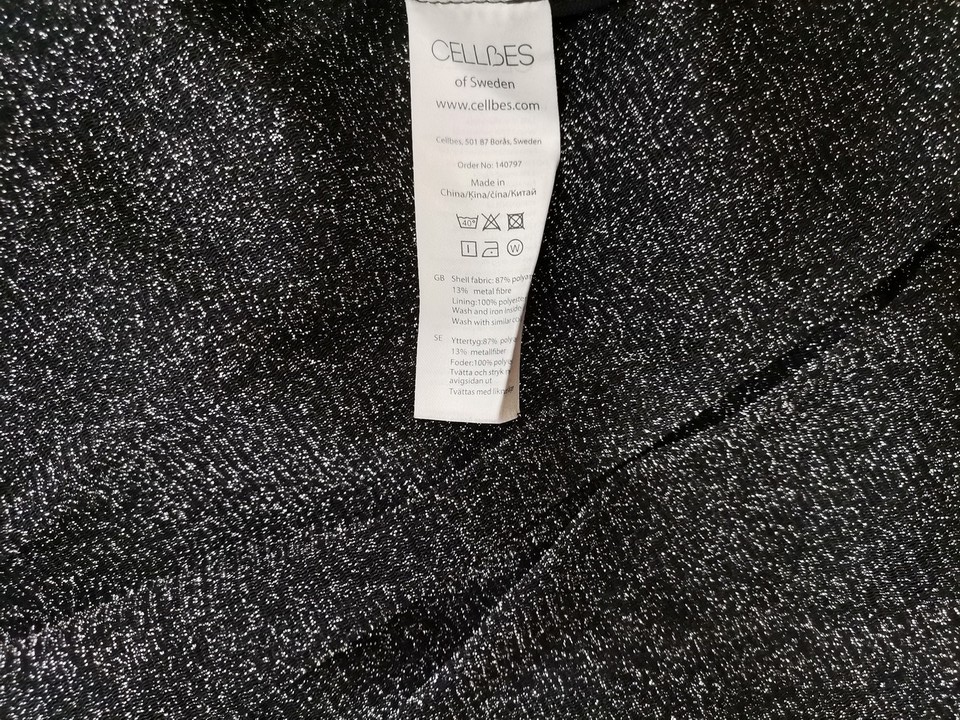 CELLBES
of Sweden
www.cellbes.com
Cellbes, 501 87 Borås, Sweden
Order No: 140797
Made in
China/Ķīna/čína/Китай
40°
W
GB Shell fabric: 87%
13% metal fibre
Lining:100%
Wash and iron
Wash with similar
SE Yttertyg:87%
13% metallfiber
Foder:100%
Tvätta och stryk
avigsidan ut
Tvättas med